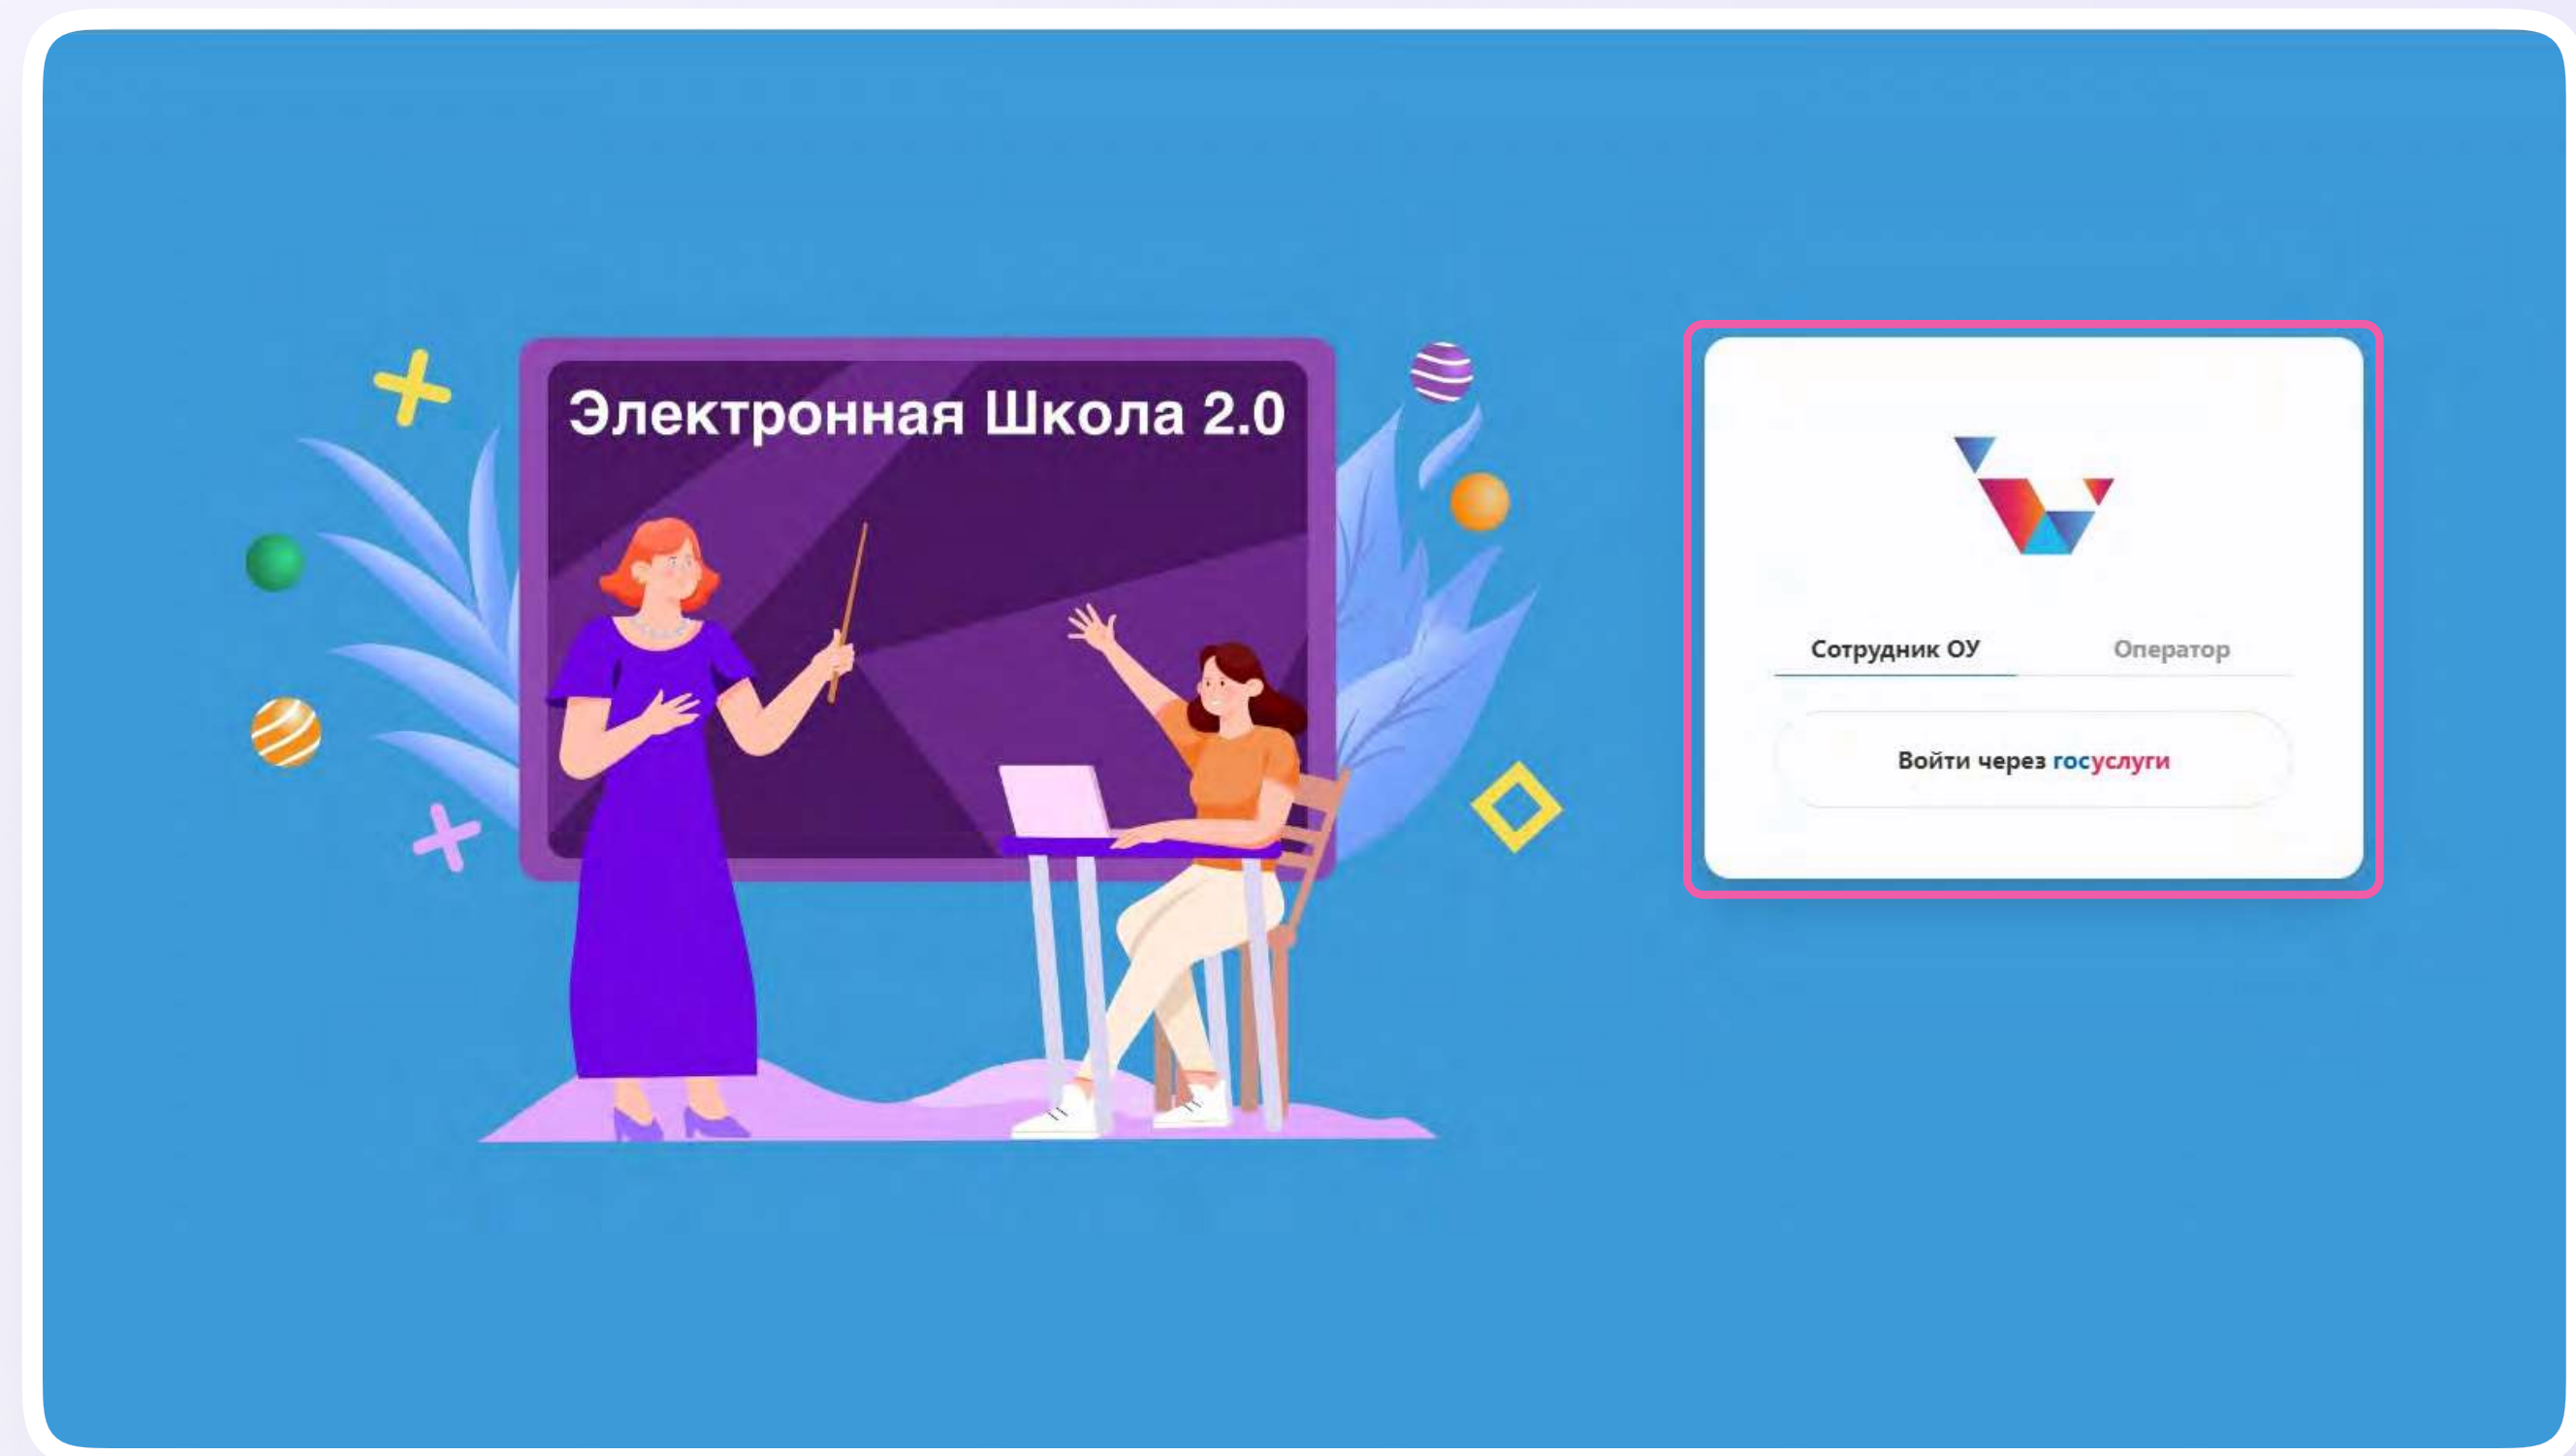 Электронная Школа 2.0
Сотрудник ОУ
Оператор
Войти через госуслуги